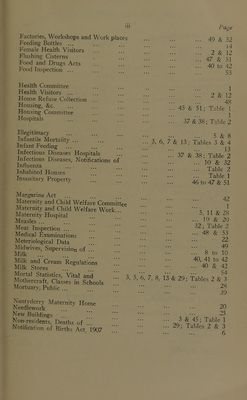 iii
Page
Factories, Workshops and Work places ... 49 & 52
Feeding Bottles ... 14
Female Health Visitors ... 2 & 12
Flushing Cisterns ... 47 & 51
Food and Drugs Acts ... 40 to 42
Food Inspection ... 53
Health Committee ... 1
Health Visitors ... 2 & 12
House Refuse Collection ... 48
Housing, &c. ... 45 & 51; Table 1
Housing Committee ... 1
Hospitals ... 37 & 38; Table 2
Illegitimacy ... 5 & 8
Infantile Mortality ... 3, 6, 7 & 13; Tables 3 & 4
Infant Feeding ... 13
Infectious Diseases Hospitals ... 37 & 38; Table 2
Infectious Diseases, Notifications of ... 10 & 32
Influenza ... Table 2
Inhabited Houses ... Table 1
Insanitary Property ... 46 to 47 & 51
Margarine Act ... 42
Maternity and Child Welfare Committee ... 1
Maternity and Child Welfare Work ...
Maternity Hospital ... 5, 11 & 28
Measles ... 19 & 20
Meat Inspection ... 32; Table 2
Medical Examinations ... 48 & 53
Meteriological Data ... 22
Midwives, Supervision of ... 49
Milk ... 8 to 10
Milk and Cream Regulations ... 40, 41 to 42
Milk Stores ... 40 & 42
Mortal Statistics, Vital and ... 3, 5, 6, 7, 8, 13 & 29; Tables 2 & 3
Mothercraft, Classes in Schools ... 28
Mortuary, Public ... 39
Nantyderry Maternity Home ... 20
Needlework ...
New Buildings ... 3 & 45; Table 1
Non-residents, Deaths of ... 29; Tables 2 & 3
Notification of Births Act, 1907 ... 6